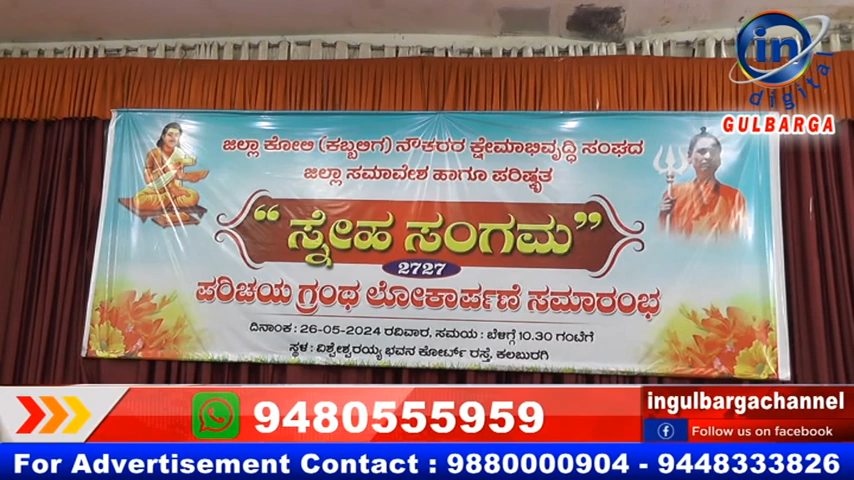 in
digital
GULBARGA
ಜಿಲ್ಲಾ ಕೋಲಿ (ಕಬ್ಬಲಿಗ) ನೌಕರರ ಕ್ಷೇಮಾಭಿವೃದ್ಧಿ ಸಂಘದ
ಜಿಲ್ಲಾ ಸಮಾವೇಶ ಹಾಗೂ ಪರಿಷ್ಕೃತ
“ ಸ್ನೇಹ ಸಂಗಮ”
2727
ಪರಿಚಯ ಗ್ರಂಥ ಲೋಕಾರ್ಪಣೆ ಸಮಾರಂಭ
ದಿನಾಂಕ : 26-05-2024 ರವಿವಾರ, ಸಮಯ : ಬೆಳಿಗ್ಗೆ 10.30 ಗಂಟೆಗೆ
ಸ್ಥಳ : ವಿಶ್ವೇಶ್ವರಯ್ಯ ಭವನ ಕೋರ್ಟ್ ರಸ್ತೆ, ಕಲಬುರಗಿ
9480555959
ingulbargachannel
f Follow us on facebook
For Advertisement Contact : 9880000904 - 9448333826